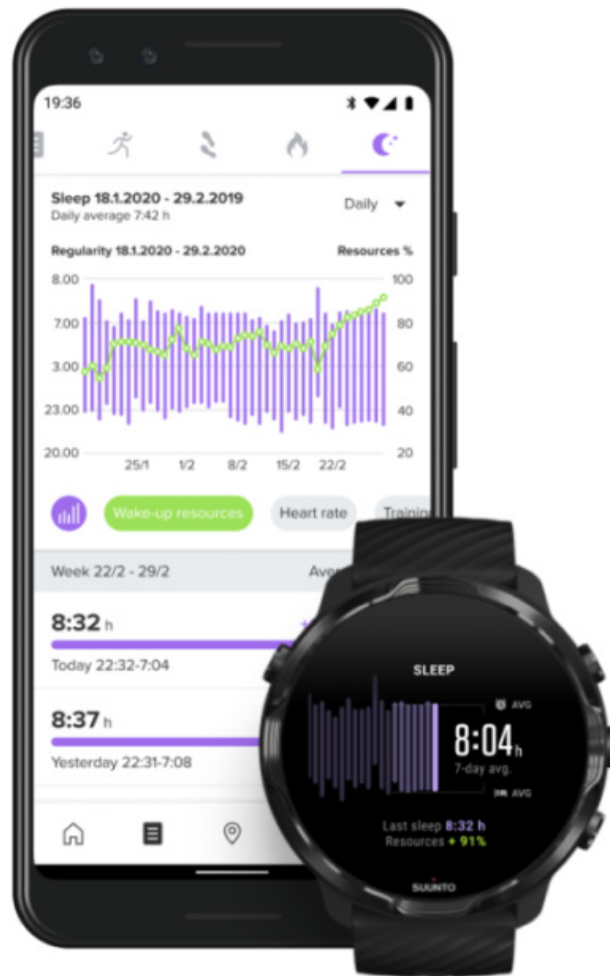 19:36
Sleep 18.1.2020 - 29.2.2019
Daily average 7:42 h
Daily
Regularity 18.1.2020 - 29.2.2020
Resources %
8.00
100
7.00
80
3.00
60
23.00
40
20.00
20
25/1 1/2 8/2 15/2 22/2
Wake-up resources
Heart rate
Week 22/2 - 29/2
8:32 h
Today 22:32-7:04
8:37 h
Yesterday 22:31-7:08
SLEEP
AVG
8:04 h
7-day avg.
AVG
Last sleep 8:32 h
Resources + 91%
SUUNTO